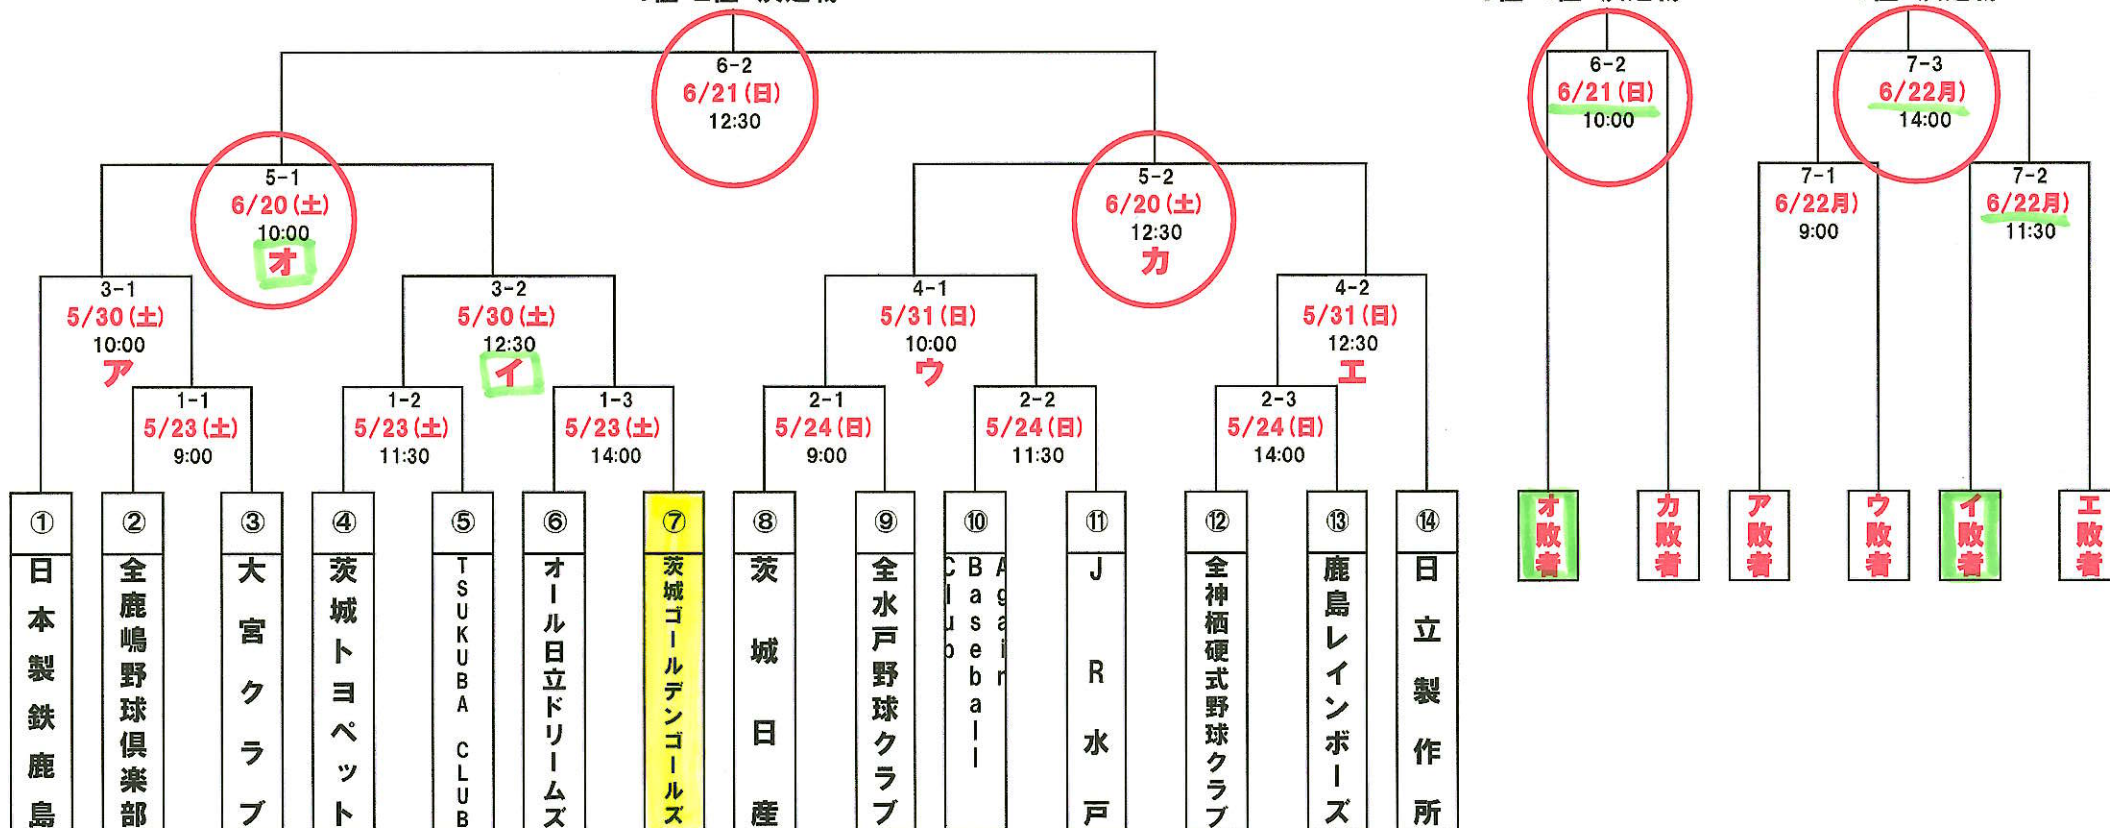 6-2
6/21(日)
12:30
6-2
6/21(日)
10:00
7-3
6/22月)
14:00
5-1
6/20(土)
10:00
オ
5-2
6/20(土)
12:30
カ
7-1
6/22月)
9:00
7-2
6/22月)
11:30
3-1
5/30(土)
10:00
ア
3-2
5/30(土)
12:30
イ
4-1
5/31(日)
10:00
ウ
4-2
5/31(日)
12:30
エ
1-1
5/23(土)
9:00
1-2
5/23(土)
11:30
1-3
5/23(土)
14:00
2-1
5/24(日)
9:00
2-2
5/24(日)
11:30
2-3
5/24(日)
14:00
①
日本製鉄鹿島
②
全鹿嶋野球倶楽部
③
大宮クラブ
④
茨城トヨペット
⑤
TSUKUBA CLUB
⑥
オール日立ドリームズ
⑦
茨城ゴールデンゴールズ
⑧
茨城日産
⑨
全水戸野球クラブ
⑩
Again
Baseball
Club
⑪
JR水戸
⑫
全神栖硬式野球クラブ
⑬
鹿島レインボーズ
⑭
日立製作所
オ敗者
カ敗者
ア敗者
ウ敗者
イ敗者
エ敗者